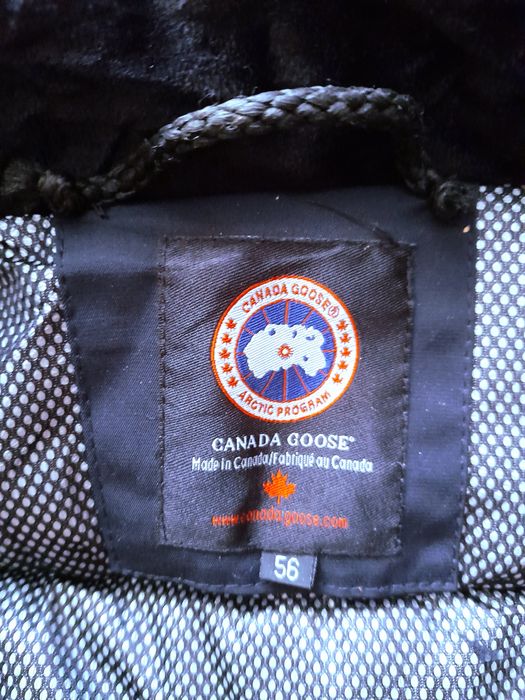 CANADA GOOSE®
ARCTIC PROGRAM
CANADA GOOSE®
Made in Canada/Fabriqué au Canada
www.canada-goose.com
56